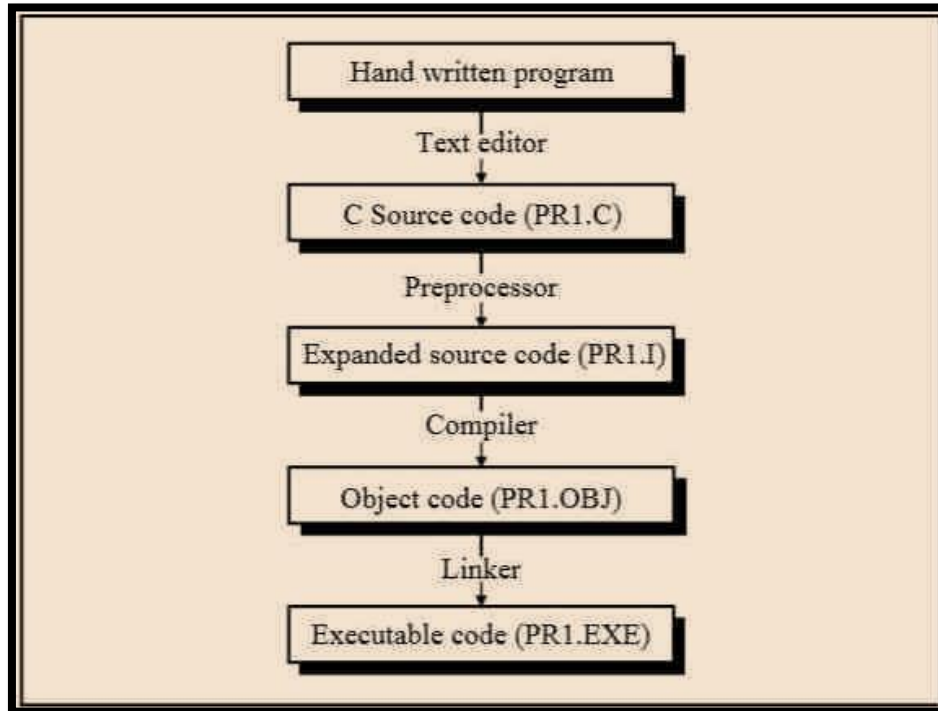 Hand written program
Text editor
C Source code (PR1.C)
Preprocessor
Expanded source code (PR1.I)
Compiler
Object code (PR1.OBJ)
Linker
Executable code (PR1.EXE)